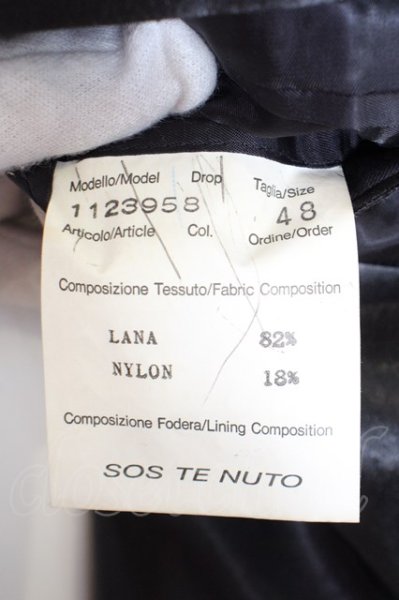 Modello/Model Drop Taglia/Size
1123958 48
Articolo/Article Col. Ordine/Order
Composizione Tessuto/Fabric Composition
LANA 82%
NYLON 18%
Composizione Fodera/Lining Composition
SOS TE NUTO